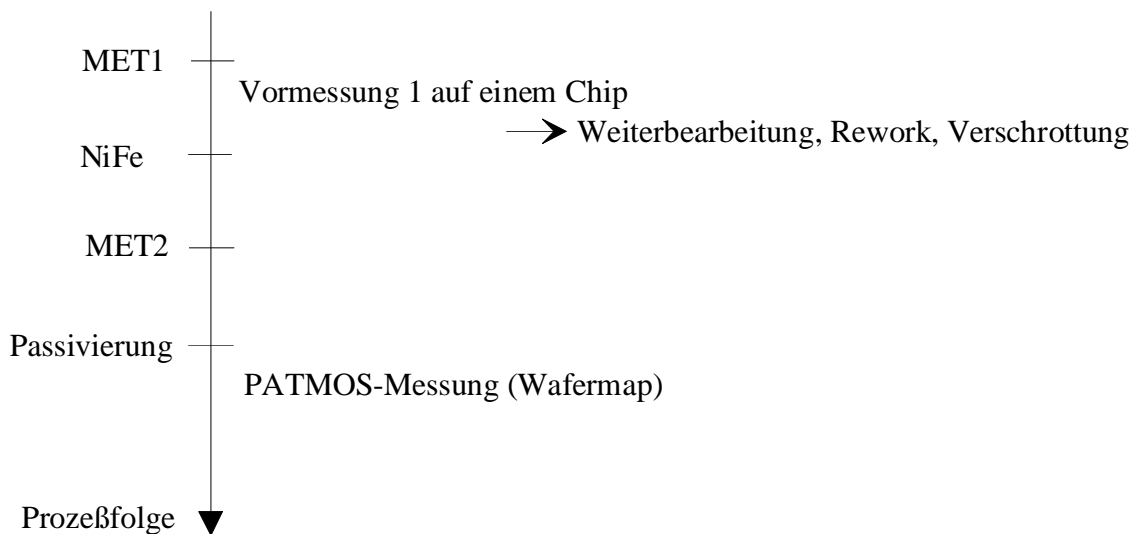 MET1
Vormessung 1 auf einem Chip
Weiterbearbeitung, Rework, Verschrottung
NiFe
MET2
Passivierung
PATMOS-Messung (Wafermap)
Prozeßfolge